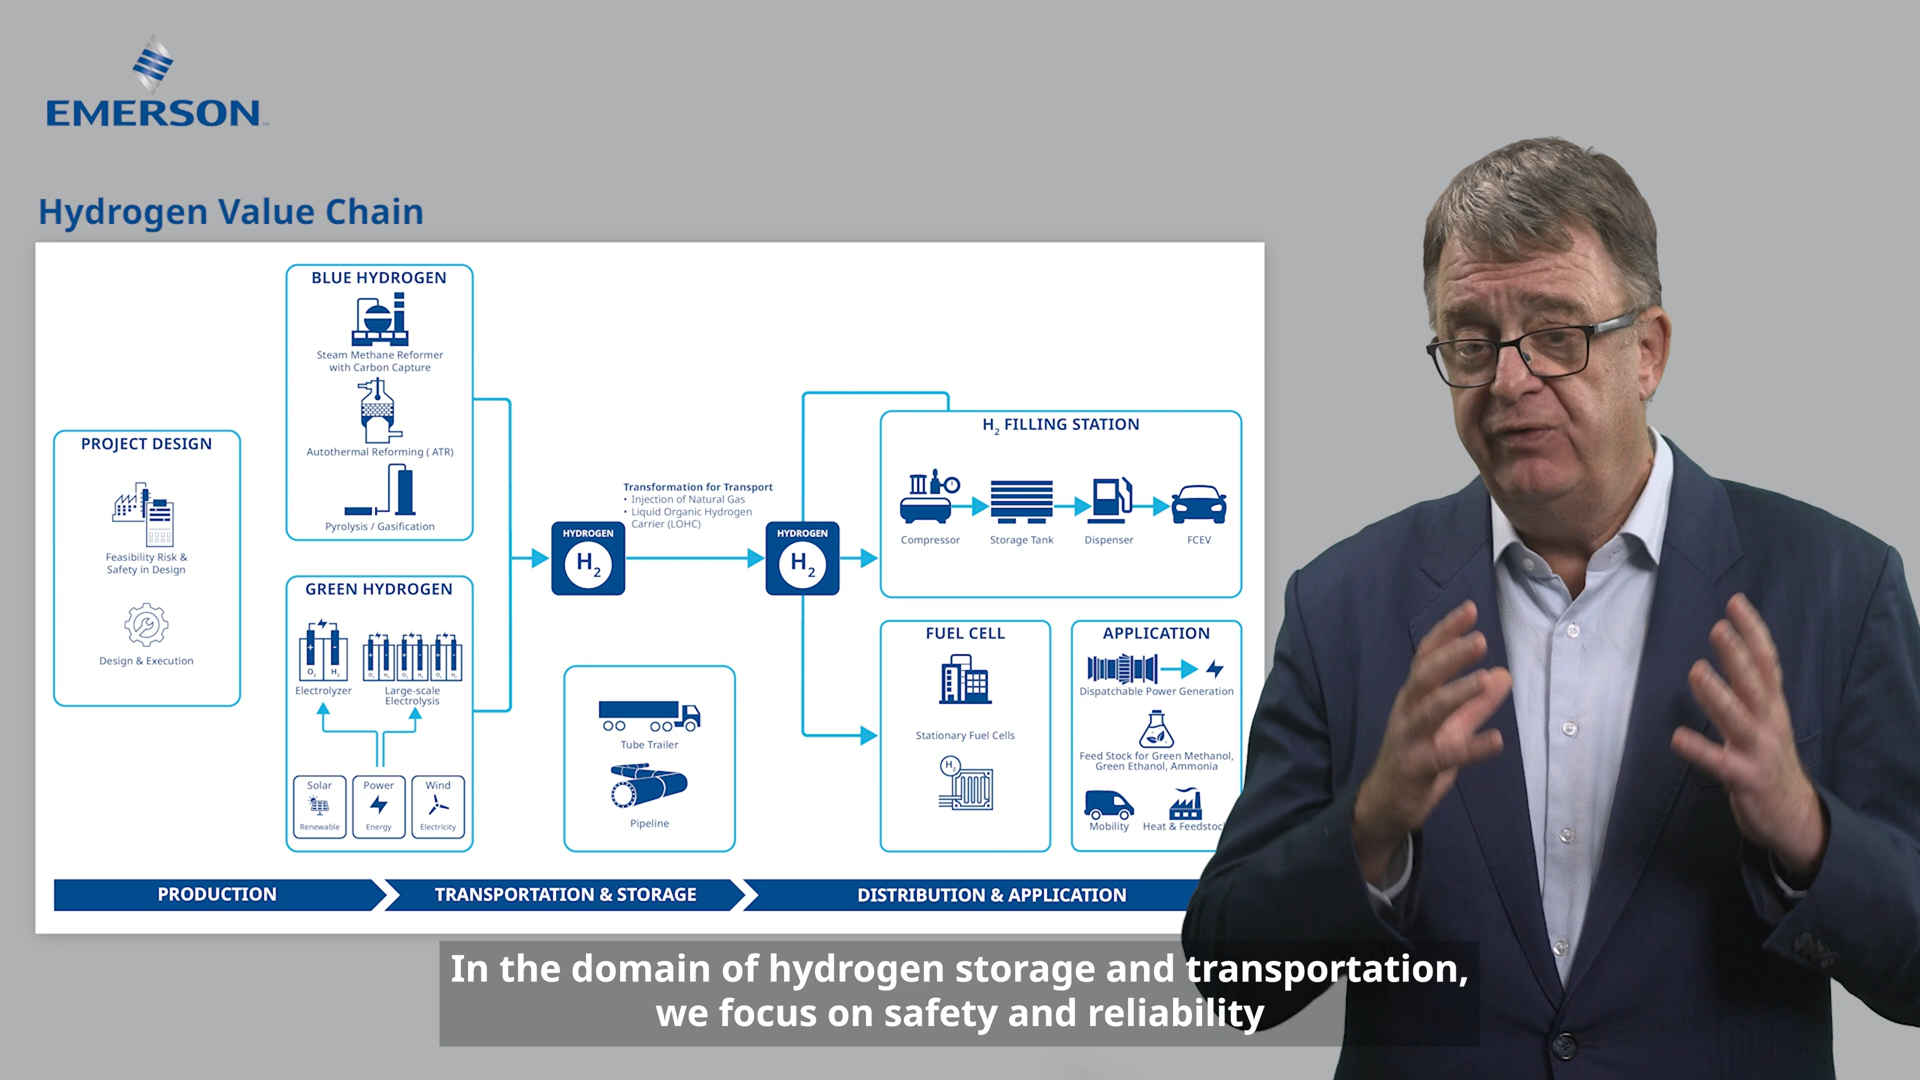 EMERSON
Hydrogen Value Chain
PROJECT DESIGN
Feasibility Risk &
Safety in Design
Design & Execution
BLUE HYDROGEN
Steam Methane Reformer
with Carbon Capture
Autothermal Reforming ( ATR)
Pyrolysis / Gasification
GREEN HYDROGEN
+
-
O2
H2
Electrolyzer
Large-scale
Electrolysis
Solar
Renewable
Power
Energy
Wind
Electricity
HYDROGEN
H2
Transformation for Transport
• Injection of Natural Gas
• Liquid Organic Hydrogen
Carrier (LOHC)
HYDROGEN
H2
Tube Trailer
Pipeline
H2 FILLING STATION
Compressor
Storage Tank
Dispenser
FCEV
FUEL CELL
Stationary Fuel Cells
H2
APPLICATION
Dispatchable Power Generation
Feed Stock for Green Methanol,
Green Ethanol, Ammonia
Mobility
Heat &
PRODUCTION
TRANSPORTATION & STORAGE
DISTRIBUTION & APPLICATION
In the domain of hydrogen storage and transportation,
we focus on safety and reliability